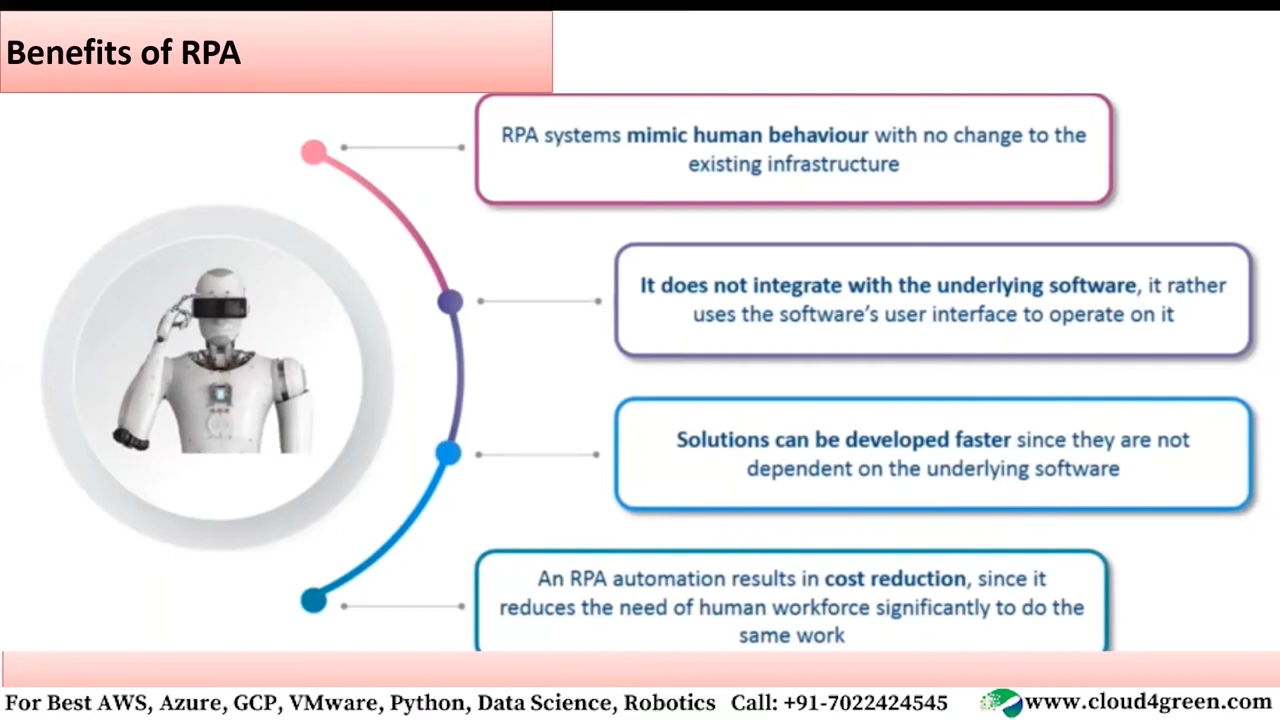 Benefits of RPA
RPA systems mimic human behaviour with no change to the
existing infrastructure
It does not integrate with the underlying software, it rather
uses the software's user interface to operate on it
Solutions can be developed faster since they are not
dependent on the underlying software
An RPA automation results in cost reduction, since it
reduces the need of human workforce significantly to do the
same work
For Best AWS, Azure, GCP, VMware, Python, Data Science, Robotics Call: +91-7022424545 www.cloud4green.com